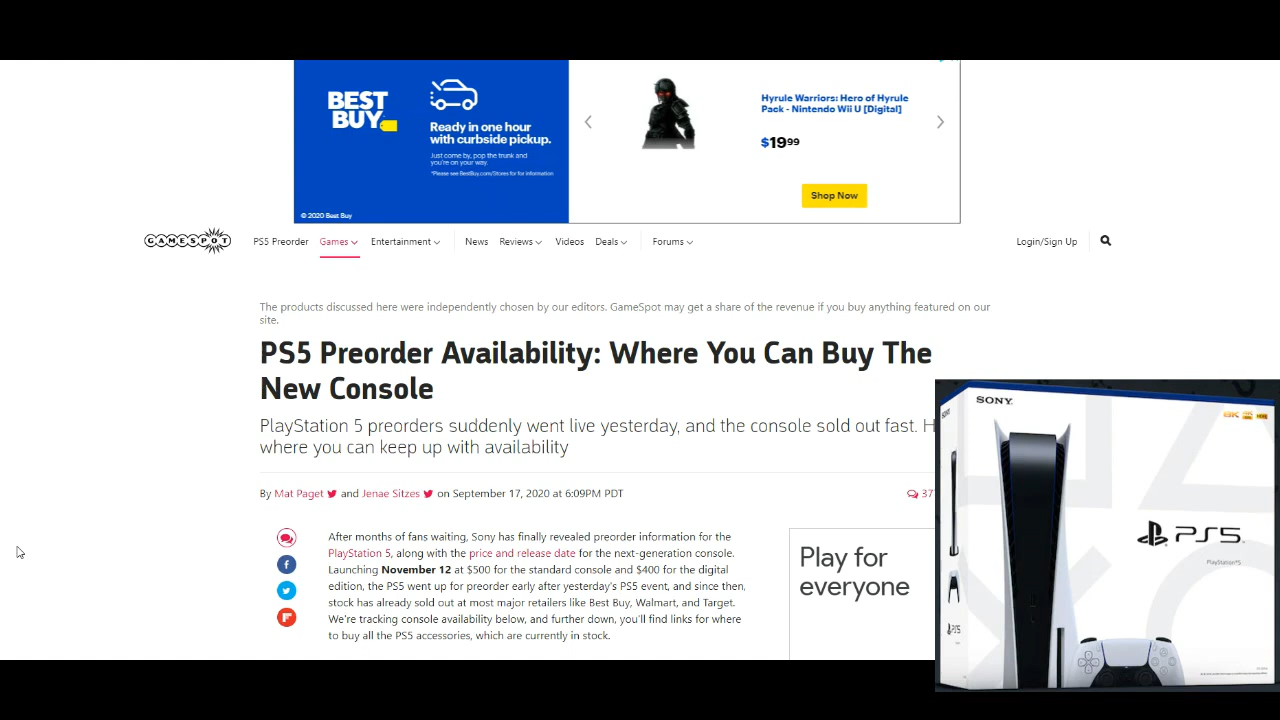 BEST
BUY
Ready in one hour
with curbside pickup.
Just come by, pop the trunk and
you're on your way.
*Please see BestBuy.com/Stores for for information
© 2020 Best Buy
Hyrule Warriors: Hero of Hyrule
Pack - Nintendo Wii U [Digital]
$19⁹⁹
Shop Now
GAMESPOT
PS5 Preorder
Games
Entertainment
News
Reviews
Videos
Deals
Forums
Login/Sign Up
The products discussed here were independently chosen by our editors. GameSpot may get a share of the revenue if you buy anything featured on our
site.
PS5 Preorder Availability: Where You Can Buy The
New Console
PlayStation 5 preorders suddenly went live yesterday, and the console sold out fast. H
where you can keep up with availability
By Mat Paget and Jenae Sitzes on September 17, 2020 at 6:09PM PDT
37
After months of fans waiting, Sony has finally revealed preorder information for the
PlayStation 5, along with the price and release date for the next-generation console.
Launching November 12 at $500 for the standard console and $400 for the digital
edition, the PS5 went up for preorder early after yesterday's PS5 event, and since then,
stock has already sold out at most major retailers like Best Buy, Walmart, and Target.
We're tracking console availability below, and further down, you'll find links for where
to buy all the PS5 accessories, which are currently in stock.
Play for
everyone
SONY
8K
HDR
PS5
PlayStation®5
SONY
PS5